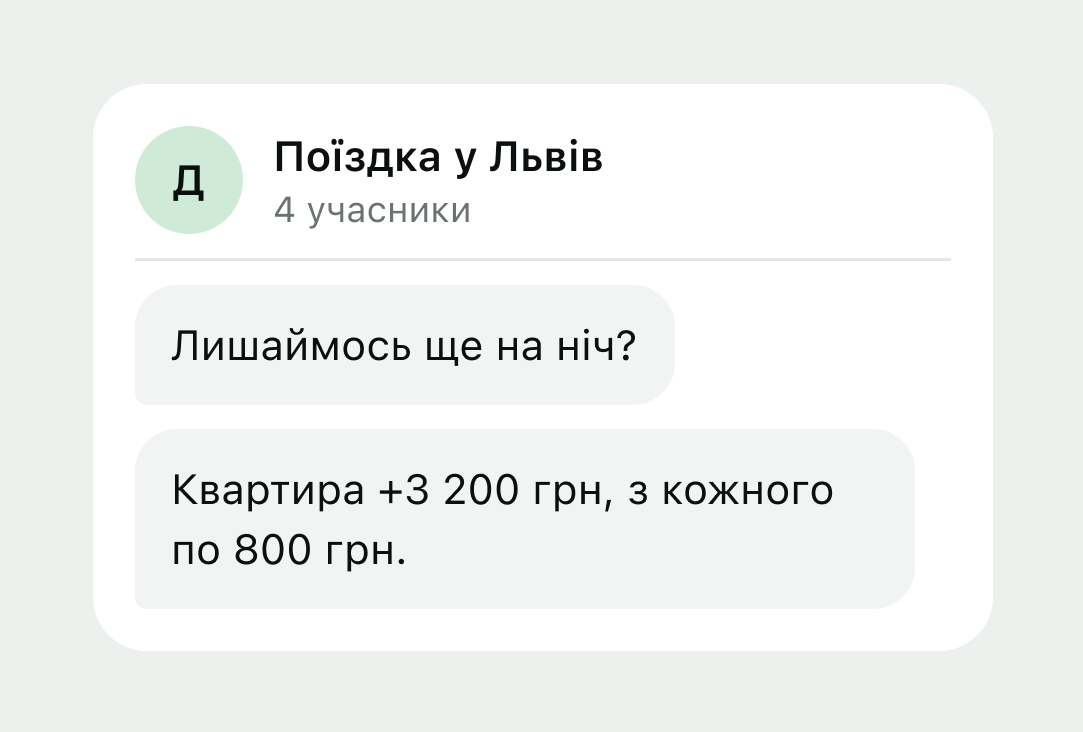 Д
Поїздка у Львів
4 учасники
Лишаймось ще на ніч?
Квартира +3 200 грн, з кожного
по 800 грн.